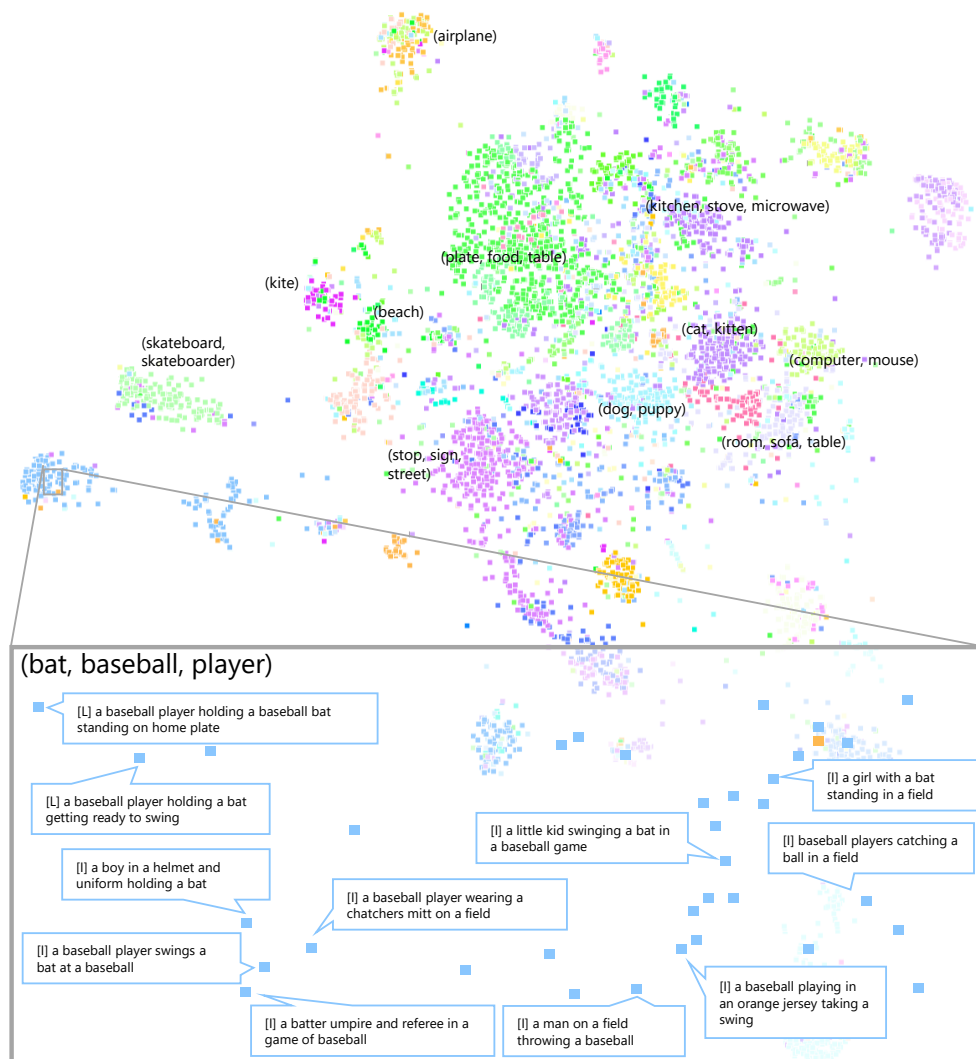 (airplane)
(kitchen, stove, microwave)
(plate, food, table)
(kite)
(beach)
(skateboard,
skateboarder)
(cat, kitten)
(computer, mouse)
(dog, puppy)
(room, sofa, table)
(stop, sign,
street)
(bat, baseball, player)
[L] a baseball player holding a baseball bat
standing on home plate
[I] a girl with a bat
standing in a field
[L] a baseball player holding a bat
getting ready to swing
[I] a little kid swinging a bat in
a baseball game
[I] baseball players catching a
ball in a field
[I] a boy in a helmet and
uniform holding a bat
[I] a baseball player wearing a
chatchers mitt on a field
[I] a baseball player swings a
bat at a baseball
[I] a baseball playing in
an orange jersey taking a
swing
[I] a batter umpire and referee in a
game of baseball
[I] a man on a field
throwing a baseball